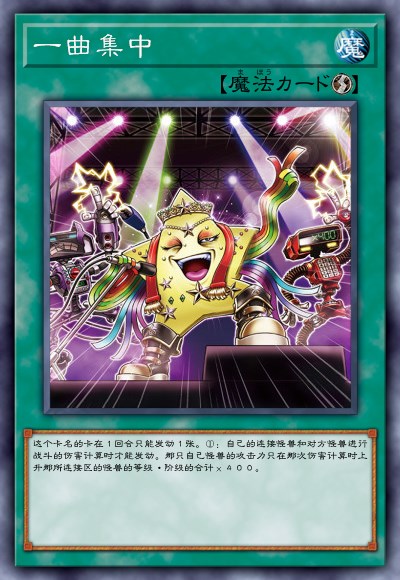 一曲集中
魔
【魔法カード】
ま ほう
这个卡名的卡在１回合只能发动１张。①：自己的连接怪兽和对方怪兽进行
战斗的伤害计算时才能发动。那只自己怪兽的攻击力只在那次伤害计算时上
升那所连接区的怪兽的等级·阶级的合计×４００。